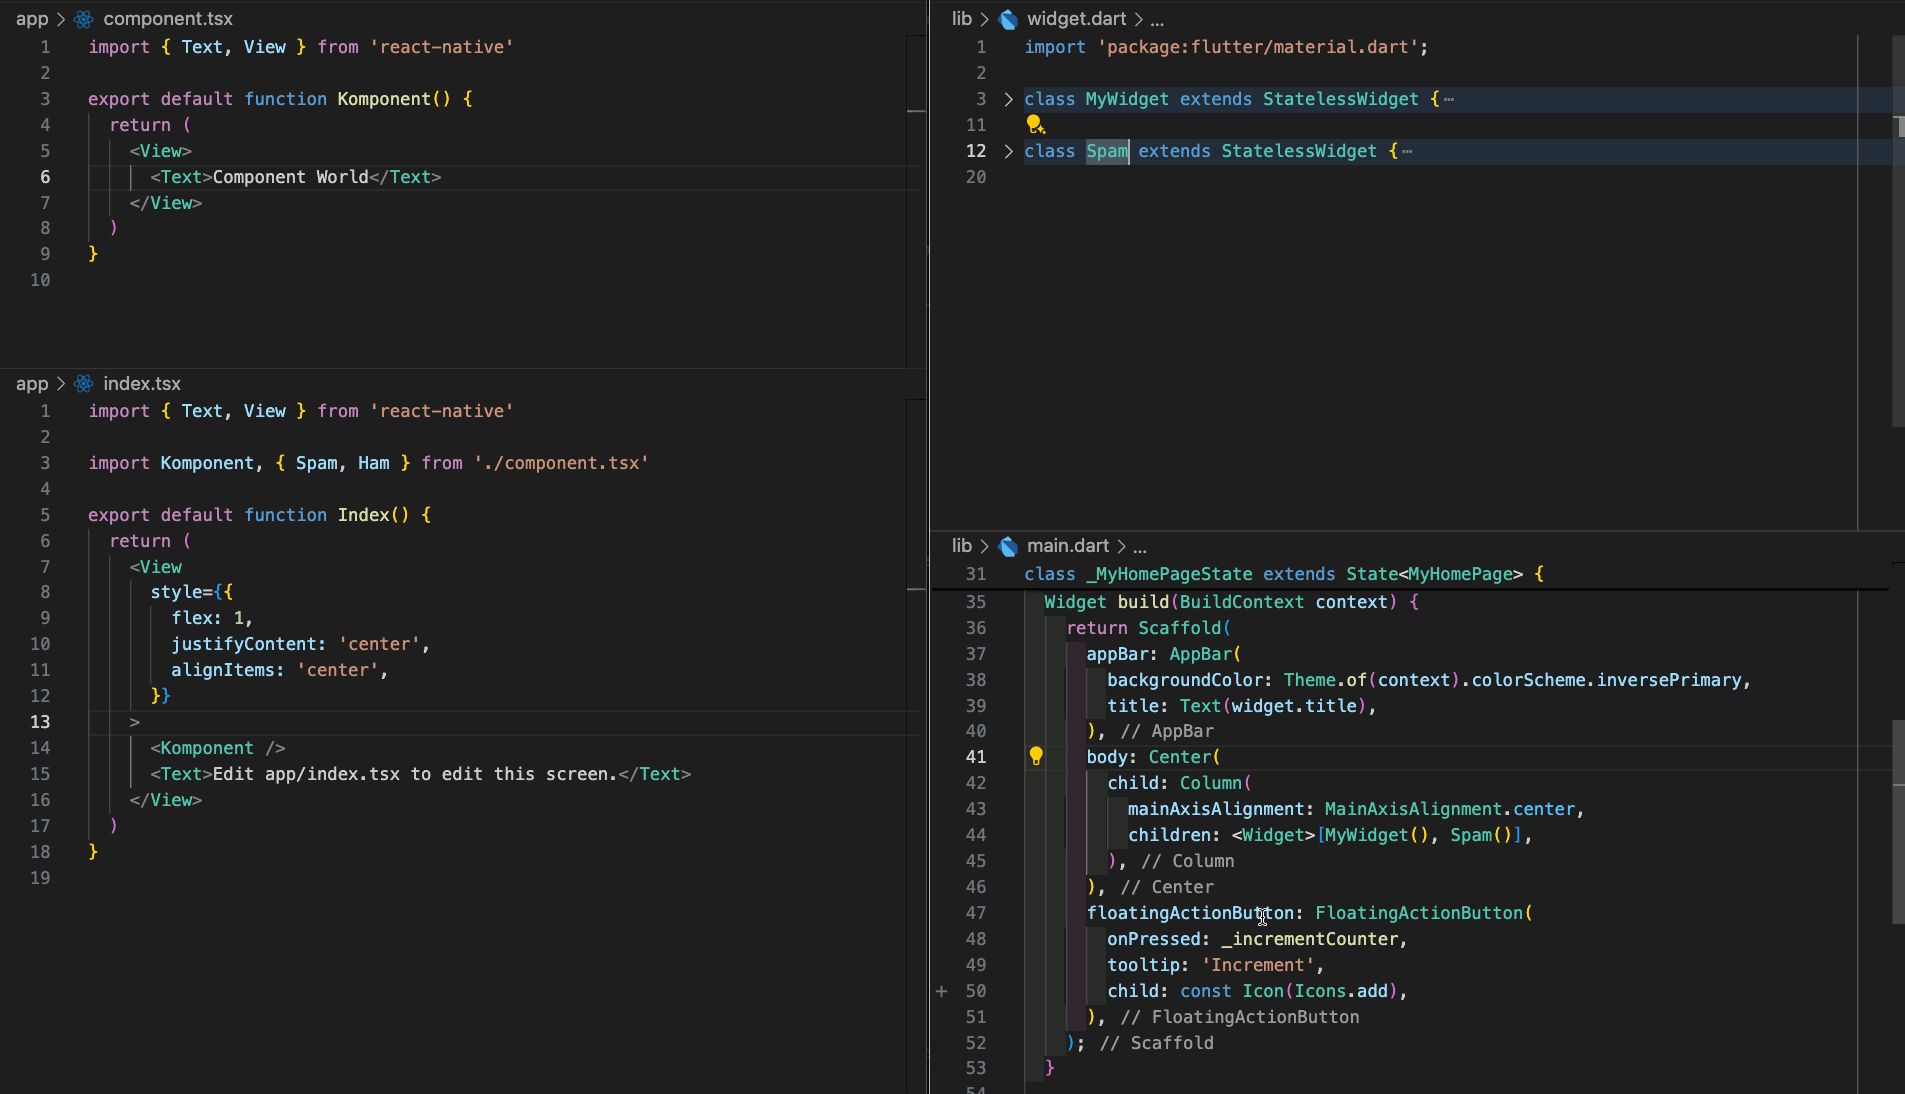 app > component.tsx
1 import { Text, View } from 'react-native'
2
3 export default function Komponent() {
4 return (
5 <View>
6 <Text>Component World</Text>
7 </View>
8 )
9 }
10
app > index.tsx
1 import { Text, View } from 'react-native'
2
3 import Komponent, { Spam, Ham } from './component.tsx'
4
5 export default function Index() {
6 return (
7 <View
8 style={{
9 flex: 1,
10 justifyContent: 'center',
11 alignItems: 'center',
12 }}
13 >
14 <Komponent />
15 <Text>Edit app/index.tsx to edit this screen.</Text>
16 </View>
17 )
18 }
19
lib > widget.dart > ...
1 import 'package:flutter/material.dart';
2
3 > class MyWidget extends StatelessWidget {⋯
11
12 > class Spam extends StatelessWidget {⋯
20
lib > main.dart > ...
31 class _MyHomePageState extends State<MyHomePage> {
35 Widget build(BuildContext context) {
36 return Scaffold(
37 appBar: AppBar(
38 backgroundColor: Theme.of(context).colorScheme.inversePrimary,
39 title: Text(widget.title),
40 ), // AppBar
41 body: Center(
42 child: Column(
43 mainAxisAlignment: MainAxisAlignment.center,
44 children: <Widget>[MyWidget(), Spam()],
45 ), // Column
46 ), // Center
47 floatingActionButton: FloatingActionButton(
48 onPressed: _incrementCounter,
49 tooltip: 'Increment',
+ 50 child: const Icon(Icons.add),
51 ), // FloatingActionButton
52 ); // Scaffold
53 }
54